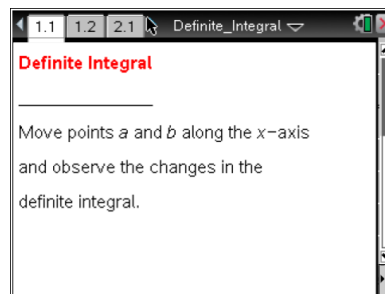 1.1 1.2 2.1 Definite_Integral
Definite Integral
Move points a and b along the x-axis
and observe the changes in the
definite integral.